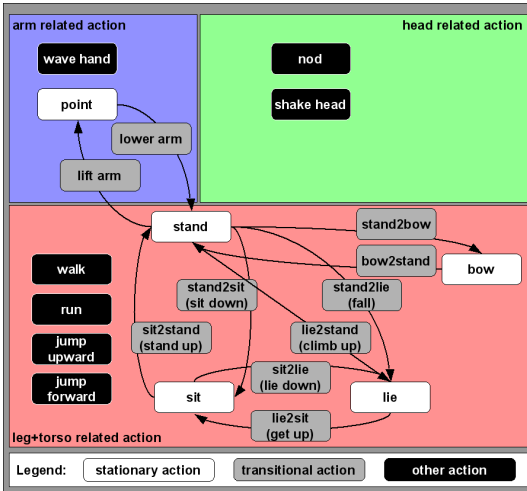 arm related action
head related action
wave hand
nod
point
shake head
lower arm
lift arm
stand
stand2bow
bow2stand
bow
walk
stand2sit
(sit down)
stand2lie
(fall)
run
sit2stand
(stand up)
lie2stand
(climb up)
jump
upward
sit2lie
(lie down)
jump
forward
sit
lie
lie2sit
(get up)
leg+torso related action
Legend:
stationary action
transitional action
other action